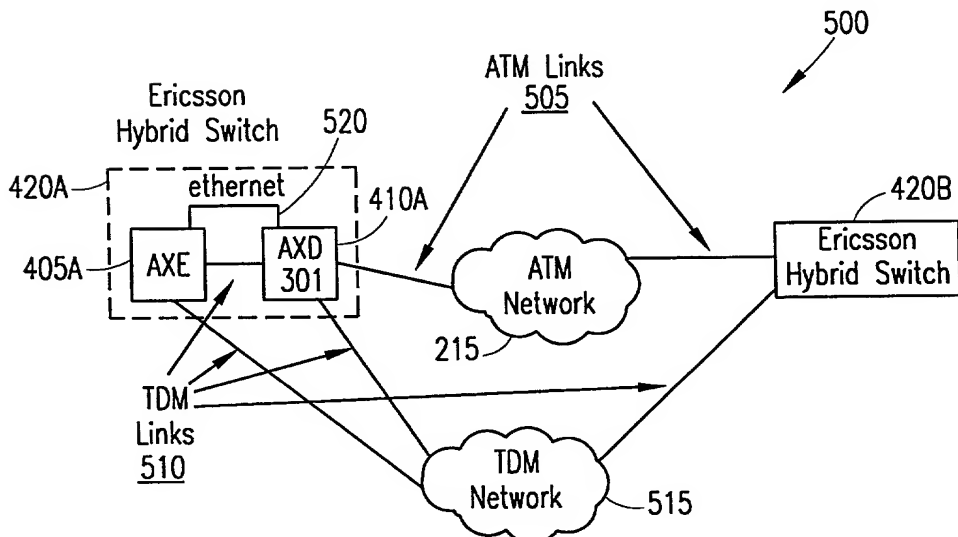 500
ATM Links
505
Ericsson
Hybrid Switch
520
420A
ethernet
410A
420B
405A
AXE
AXD
301
ATM
Network
Ericsson
Hybrid Switch
215
TDM
Links
510
TDM
Network
515